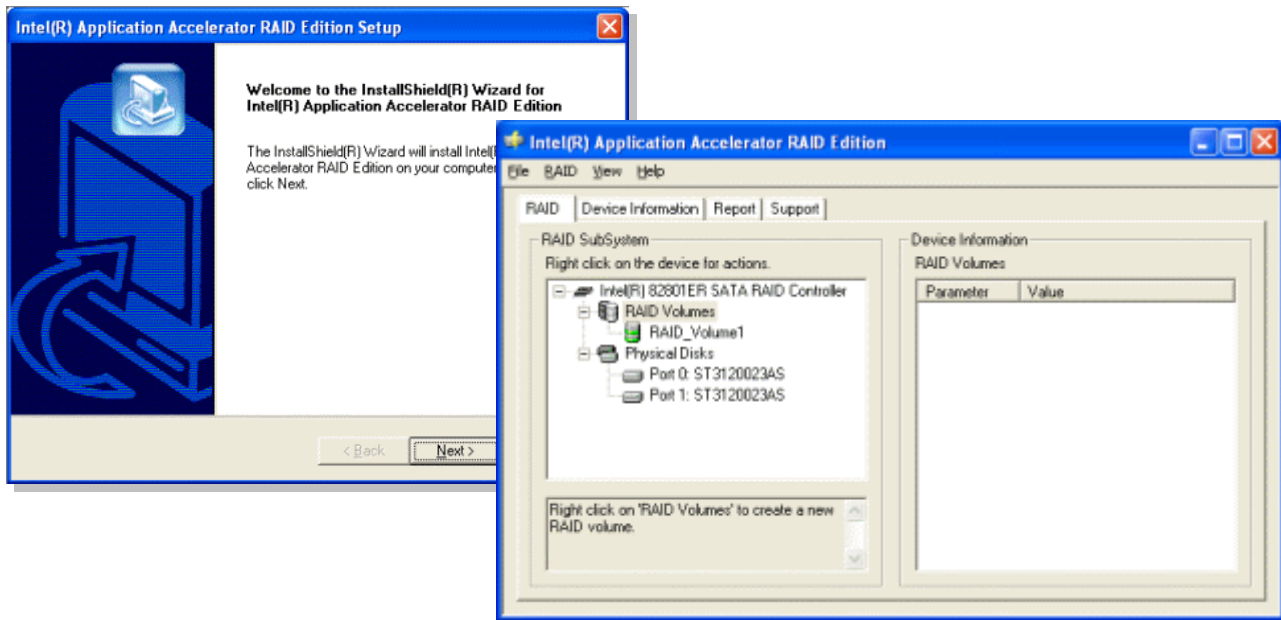 Intel(R) Application Accelerator RAID Edition Setup
Welcome to the InstallShield(R) Wizard for
Intel(R) Application Accelerator RAID Edition
The InstallShield(R) Wizard will install Intel(
Accelerator RAID Edition on your computer
click Next.
< Back
Next >
Intel(R) Application Accelerator RAID Edition
File RAID View Help
RAID Device Information Report Support
RAID SubSystem
Right click on the device for actions.
Intel(R) 82801ER SATA RAID Controller
RAID Volumes
RAID_Volume1
Physical Disks
Port 0: ST3120023AS
Port 1: ST3120023AS
Right click on 'RAID Volumes' to create a new
RAID volume.
Device Information
RAID Volumes
Parameter Value